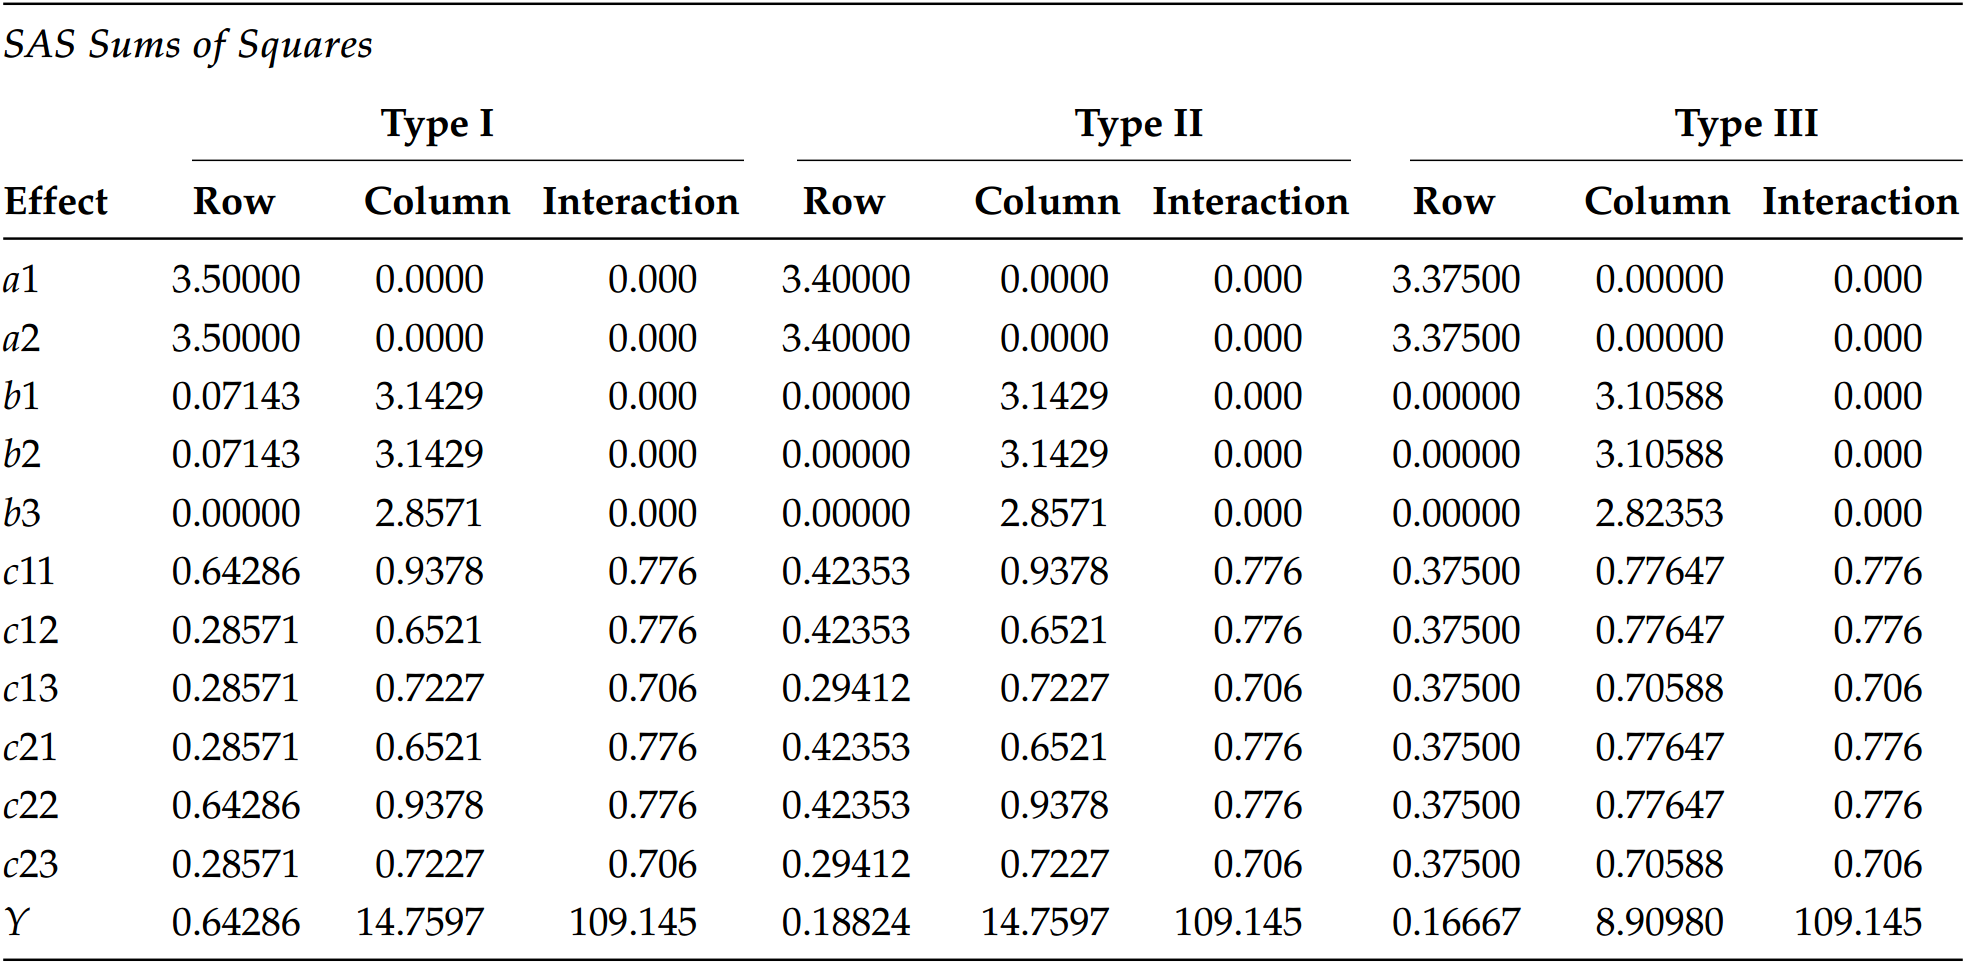 SAS Sums of Squares
Type I Type II Type III
Effect Row Column Interaction Row Column Interaction Row Column Interaction
a1 3.50000 0.0000 0.000 3.40000 0.0000 0.000 3.37500 0.00000 0.000
a2 3.50000 0.0000 0.000 3.40000 0.0000 0.000 3.37500 0.00000 0.000
b1 0.07143 3.1429 0.000 0.00000 3.1429 0.000 0.00000 3.10588 0.000
b2 0.07143 3.1429 0.000 0.00000 3.1429 0.000 0.00000 3.10588 0.000
b3 0.00000 2.8571 0.000 0.00000 2.8571 0.000 0.00000 2.82353 0.000
c11 0.64286 0.9378 0.776 0.42353 0.9378 0.776 0.37500 0.77647 0.776
c12 0.28571 0.6521 0.776 0.42353 0.6521 0.776 0.37500 0.77647 0.776
c13 0.28571 0.7227 0.706 0.29412 0.7227 0.706 0.37500 0.70588 0.706
c21 0.28571 0.6521 0.776 0.42353 0.6521 0.776 0.37500 0.77647 0.776
c22 0.64286 0.9378 0.776 0.42353 0.9378 0.776 0.37500 0.77647 0.776
c23 0.28571 0.7227 0.706 0.29412 0.7227 0.706 0.37500 0.70588 0.706
Y 0.64286 14.7597 109.145 0.18824 14.7597 109.145 0.16667 8.90980 109.145